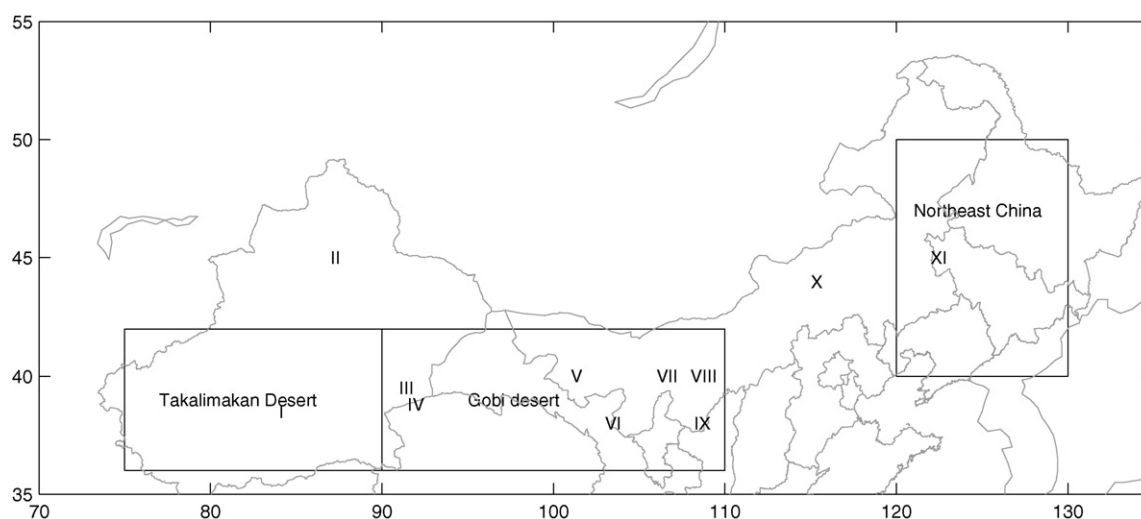 55
50
45
40
35
70
80
90
100
110
120
130
Northeast China
II
XI
X
III
IV
V
VII
VIII
Takalimakan Desert
I
Gobi desert
VI
IX